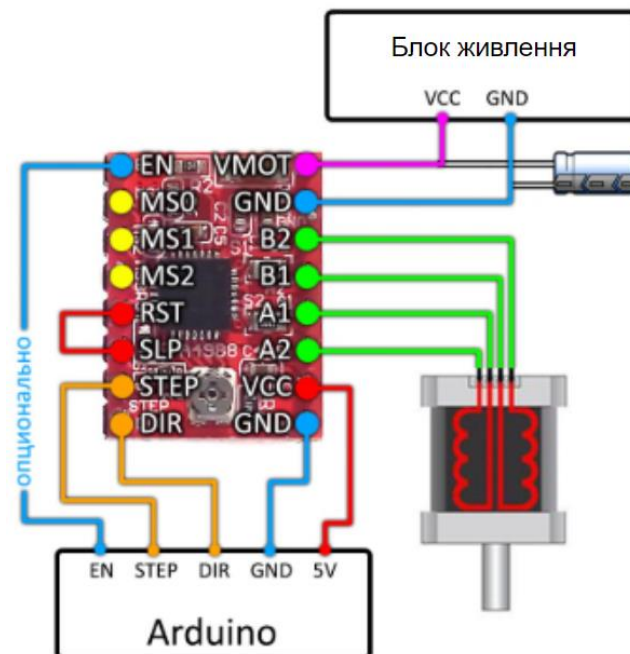 Блок живлення
VCC GND
EN VMOT
MS0 GND
MS1 B2
MS2 B1
RST A1
SLP A2
STEP VCC
DIR GND
опционально
EN STEP DIR GND 5V
Arduino